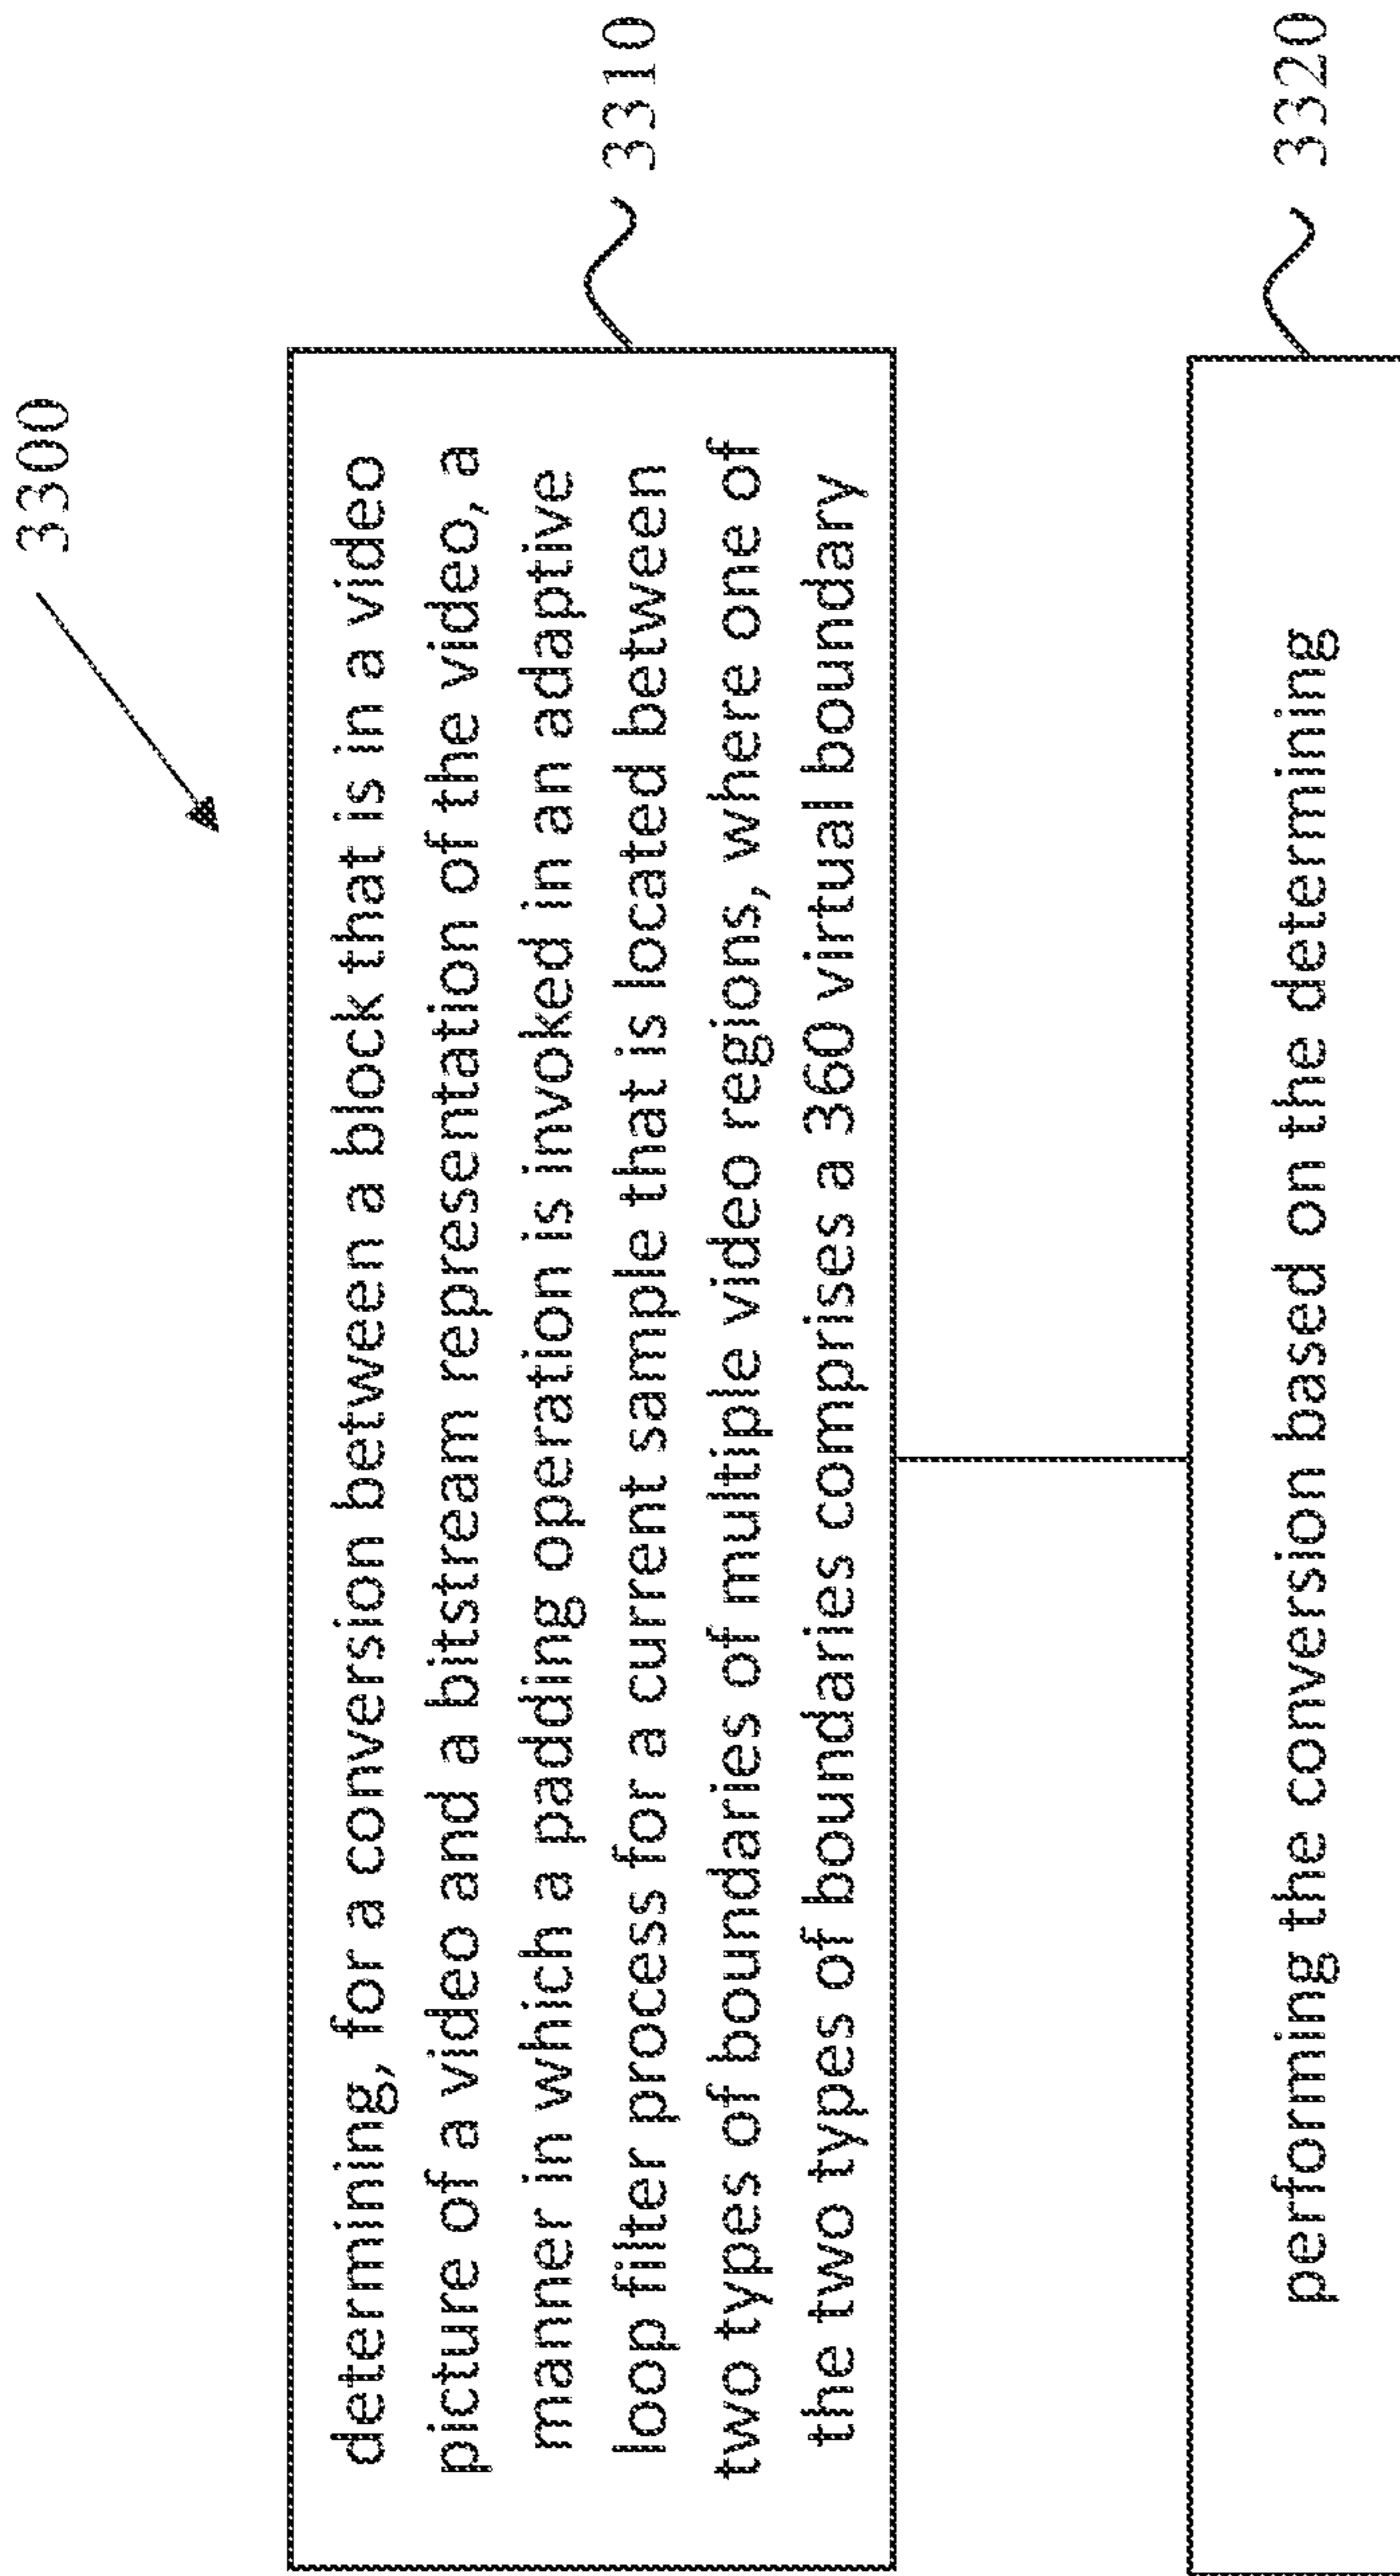 3300
determining, for a conversion between a block that is in a video
picture of a video and a bitstream representation of the video, a
manner in which a padding operation is invoked in an adaptive
loop filter process for a current sample that is located between
two types of boundaries of multiple video regions, where one of
the two types of boundaries comprises a 360 virtual boundary
3310
performing the conversion based on the determining
3320